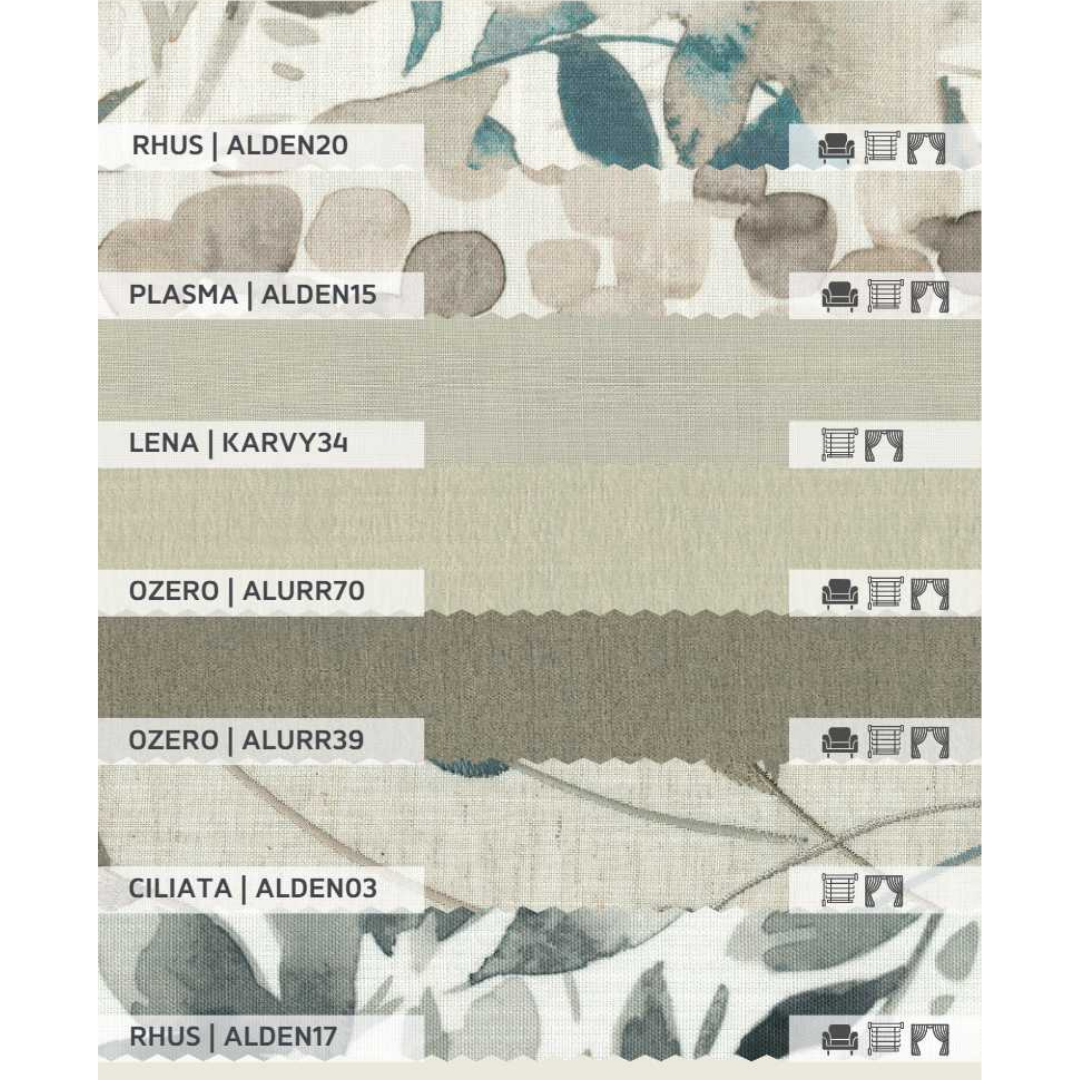 RHUS | ALDEN20
PLASMA | ALDEN15
LENA | KARVY34
OZERO | ALURR70
OZERO | ALURR39
CILIATA | ALDEN03
RHUS | ALDEN17